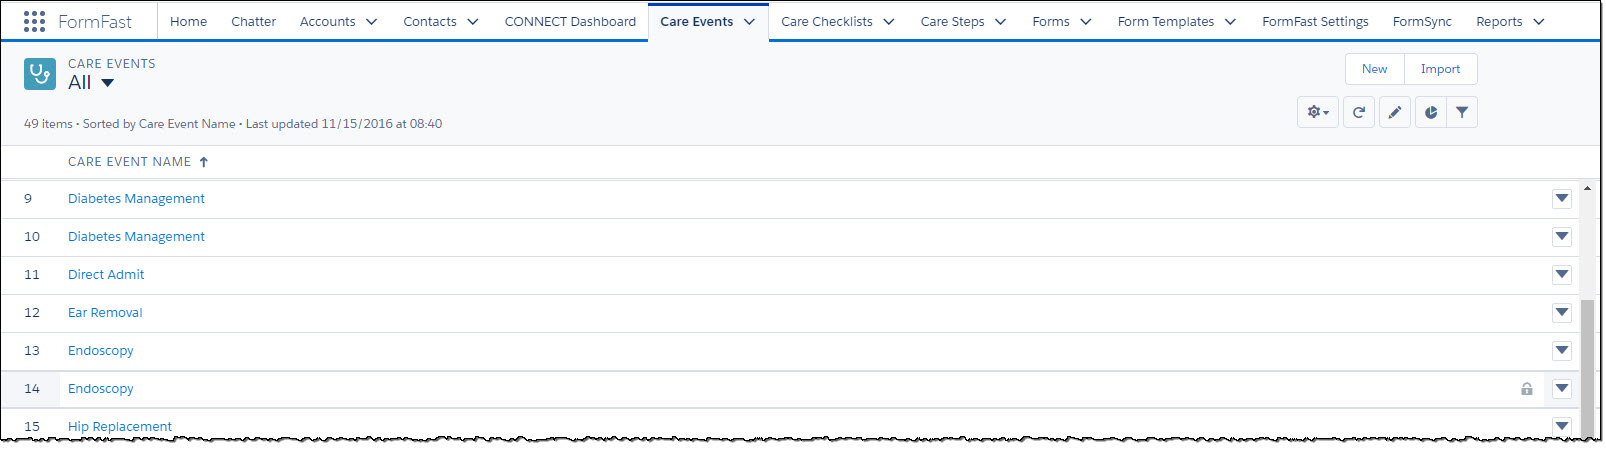 FormFast Home Chatter Accounts Contacts CONNECT Dashboard Care Events Care Checklists Care Steps Forms Form Templates FormFast Settings FormSync Reports
CARE EVENTS
All
New Import
49 items • Sorted by Care Event Name • Last updated 11/15/2016 at 08:40
CARE EVENT NAME
9 Diabetes Management
10 Diabetes Management
11 Direct Admit
12 Ear Removal
13 Endoscopy
14 Endoscopy
15 Hip Replacement